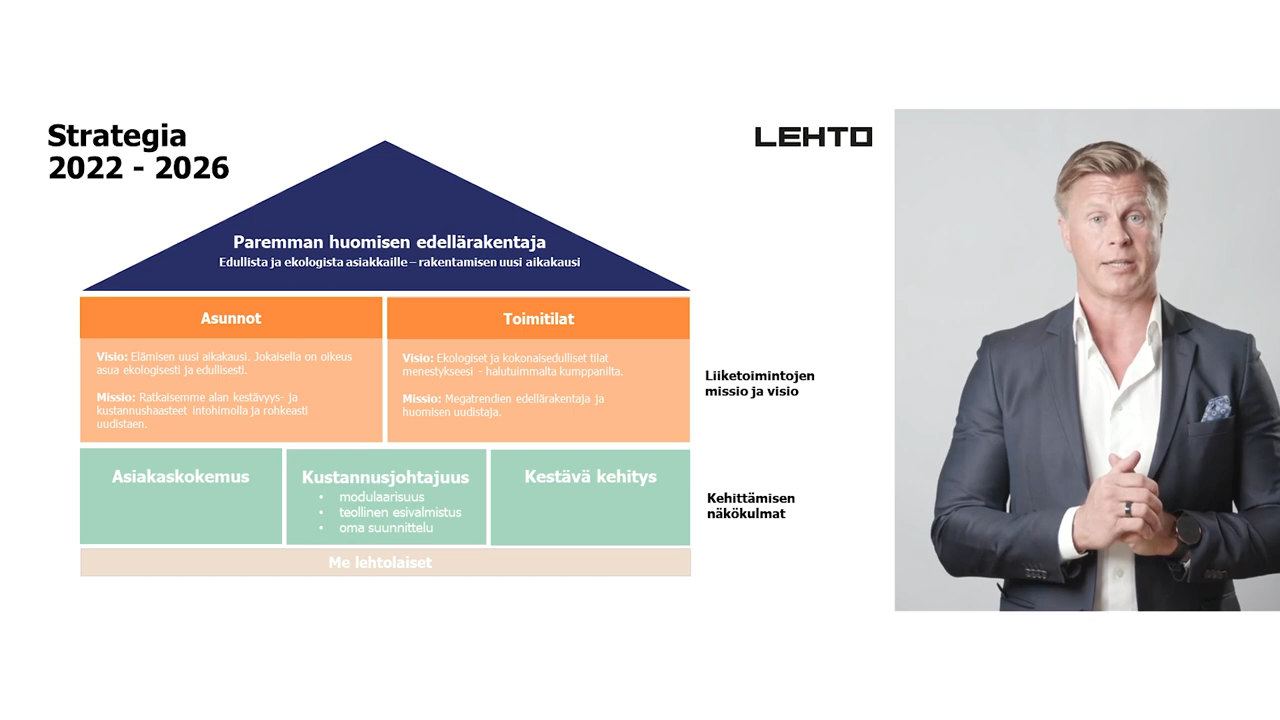 Strategia
2022 - 2026
LEHTO
Paremman huomisen edellärakentaja
Edullista ja ekologista asiakkaille – rakentamisen uusi aikakausi
Asunnot
Visio: Elämisen uusi aikakausi. Jokaisella on oikeus
asua ekologisesti ja edullisesti.
Missio: Ratkaisemme alan kestävyys- ja
kustannushaasteet intohimolla ja rohkeasti
uudistaen.
Toimitilat
Visio: Ekologiset ja kokonaisedulliset tilat
menestykseesi - halutuimmalta kumppanilta.
Missio: Megatrendien edellärakentaja ja
huomisen uudistaja.
Liiketoimintojen
missio ja visio
Asiakaskokemus
Kustannusjohtajuus
• modulaarisuus
• teollinen esivalmistus
• oma suunnittelu
Kestävä kehitys
Kehittämisen
näkökulmat
Me lehtolaiset